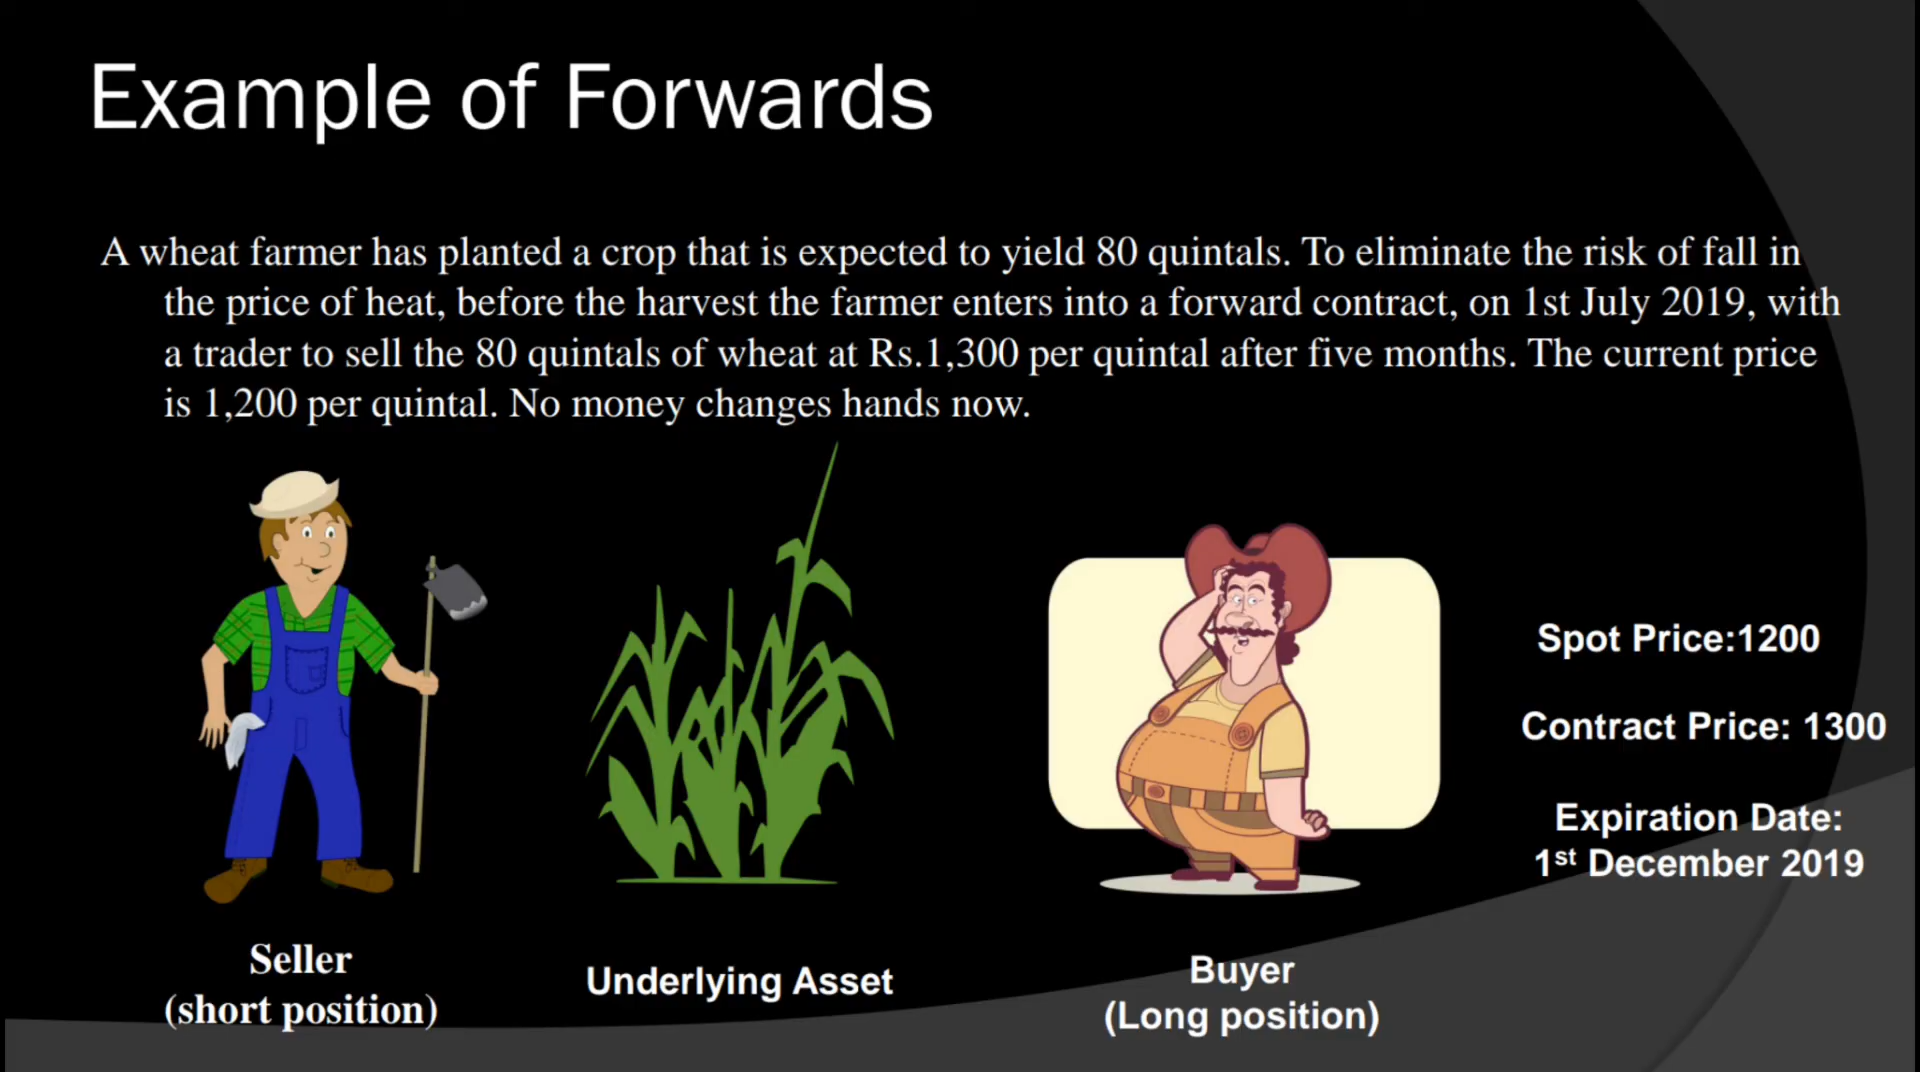 Example of Forwards
A wheat farmer has planted a crop that is expected to yield 80 quintals. To eliminate the risk of fall in
the price of heat, before the harvest the farmer enters into a forward contract, on 1st July 2019, with
a trader to sell the 80 quintals of wheat at Rs.1,300 per quintal after five months. The current price
is 1,200 per quintal. No money changes hands now.
Spot Price:1200
Contract Price: 1300
Expiration Date:
1st December 2019
Seller
(short position)
Underlying Asset
Buyer
(Long position)